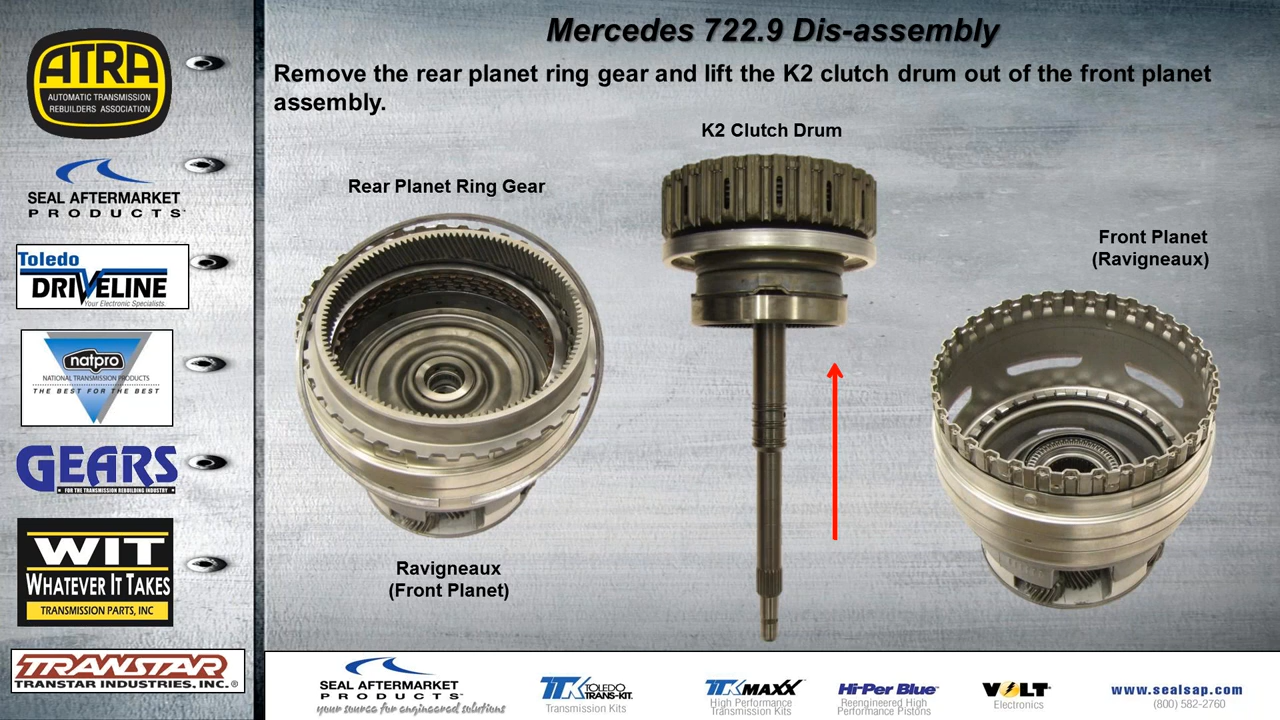 Mercedes 722.9 Dis-assembly
Remove the rear planet ring gear and lift the K2 clutch drum out of the front planet
assembly.
K2 Clutch Drum
Rear Planet Ring Gear
Front Planet
(Ravigneaux)
Ravigneaux
(Front Planet)
ATRA
AUTOMATIC TRANSMISSION
REBUILDERS ASSOCIATION
SEAL AFTERMARKET
PRODUCTS
Toledo
DRIVELINE
Your Electronic Specialists.
natpro
NATIONAL TRANSMISSION PRODUCTS
THE BEST FOR THE BEST
GEARS
FOR THE TRANSMISSION REBUILDING INDUSTRY
WIT
WHATEVER IT TAKES
TRANSMISSION PARTS, INC
TRANSTAR
TRANSTAR INDUSTRIES, INC.®
SEAL AFTERMARKET
PRODUCTS
your source for engineered solutions
TTK TOLEDO
TRANS-KIT.
Transmission Kits
TTK MAXX
High Performance
Transmission Kits
Hi-Per Blue
Reengineered High
Performance Pistons
VOLT
Electronics
www.sealsap.com
(800) 582-2760